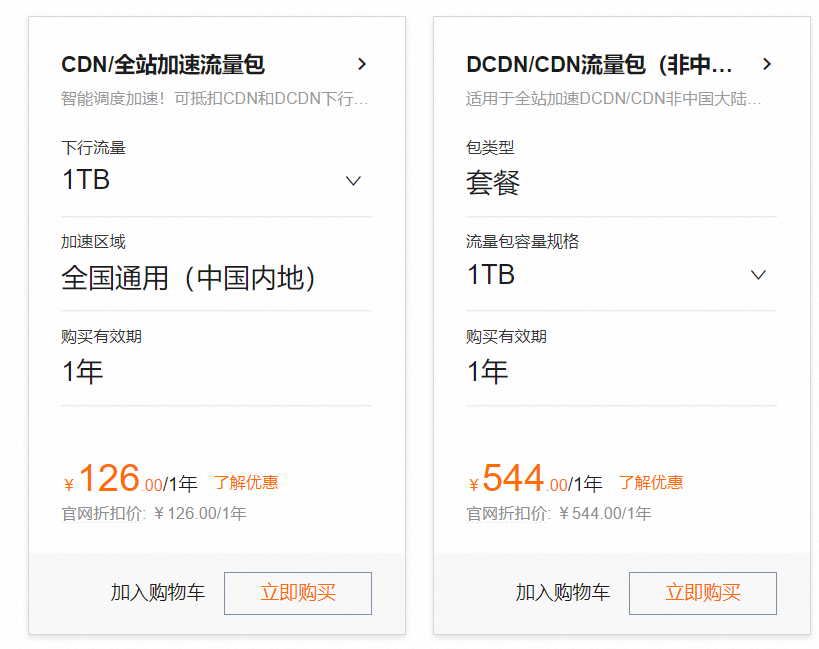 CDN/全站加速流量包
智能调度加速！可抵扣CDN和DCDN下行...
下行流量
1TB
加速区域
全国通用（中国内地）
购买有效期
1年
¥126.00/1年 了解优惠
官网折扣价: ¥126.00/1年
加入购物车 立即购买
DCDN/CDN流量包（非中...
适用于全站加速DCDN/CDN非中国大陆...
包类型
套餐
流量包容量规格
1TB
购买有效期
1年
¥544.00/1年 了解优惠
官网折扣价: ¥544.00/1年
加入购物车 立即购买